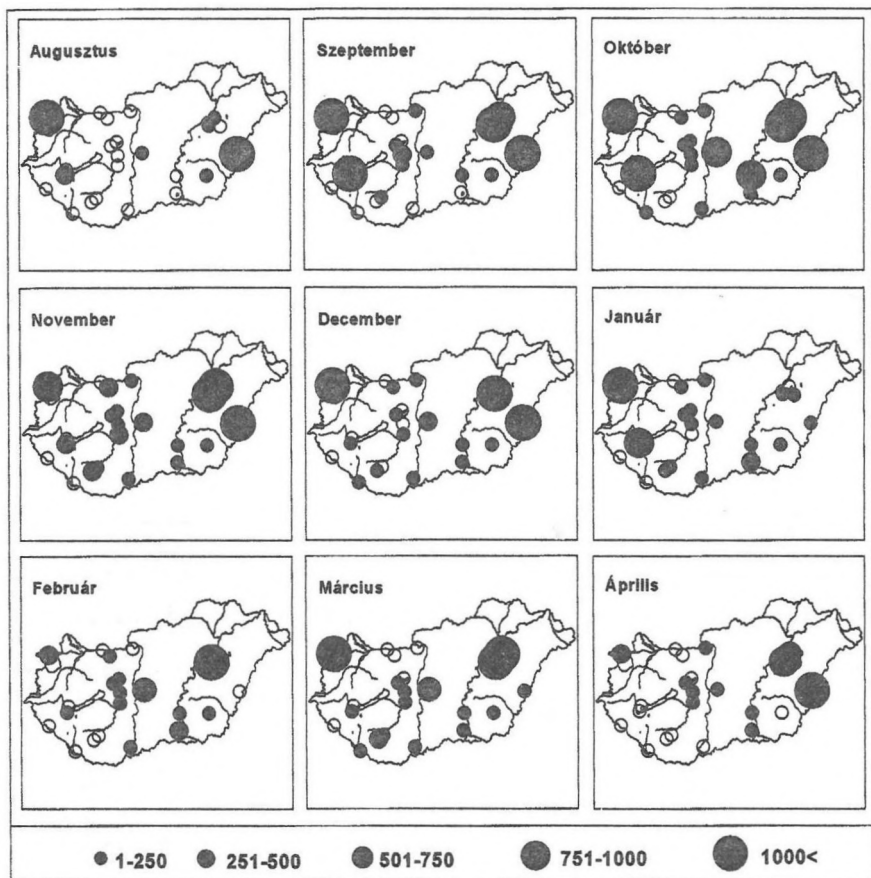 Augusztus Szeptember Október
November December Január
Február Március Április
1-250 251-500 501-750 751-1000 1000<